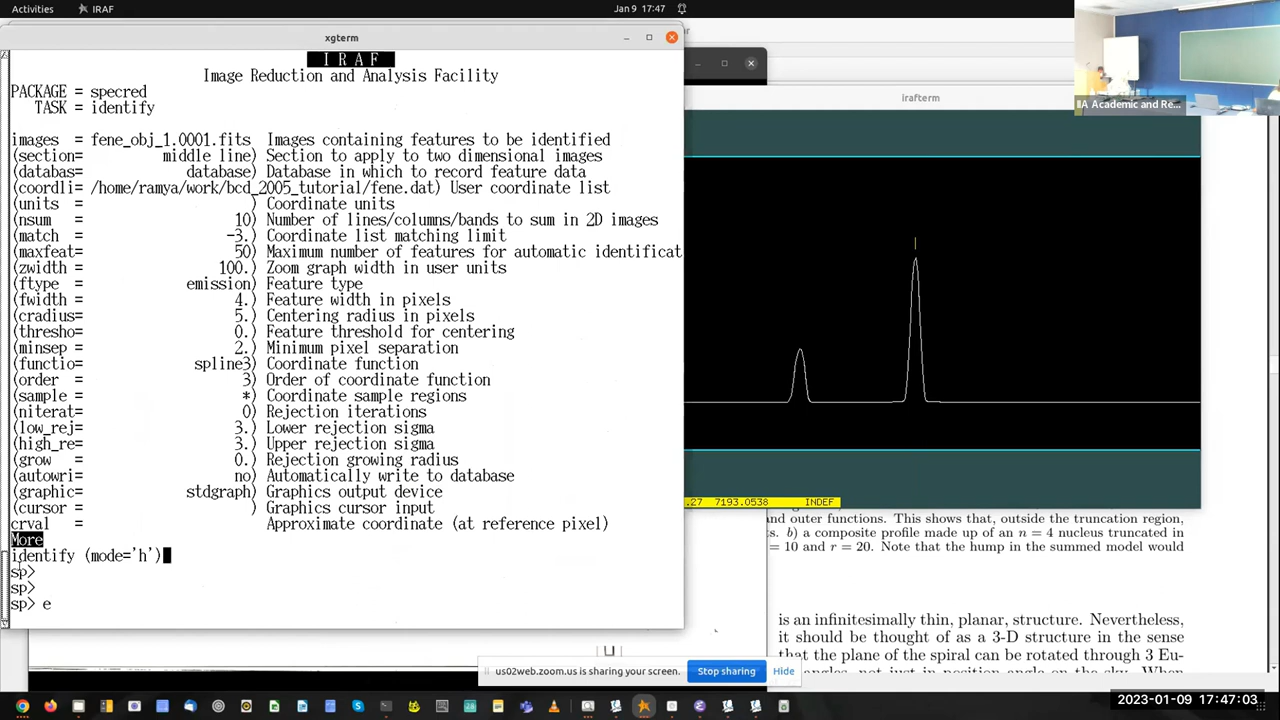 Activities
IRAF
Jan 9 17:47
xgterm
I R A F
Image Reduction and Analysis Facility
PACKAGE = specred
TASK = identify
images = fene_obj_1.0001.fits Images containing features to be identified
(section= middle line) Section to apply to two dimensional images
(databas= database) Database in which to record feature data
(coordli= /home/ramya/work/bcd_2005_tutorial/fene.dat) User coordinate list
(units = ) Coordinate units
(nsum = 10) Number of lines/columns/bands to sum in 2D images
(match = -3.) Coordinate list matching limit
(maxfeat= 50) Maximum number of features for automatic identificat
(zwidth = 100.) Zoom graph width in user units
(ftype = emission) Feature type
(fwidth = 4.) Feature width in pixels
(cradius= 5.) Centering radius in pixels
(thresho= 0.) Feature threshold for centering
(minsep = 2.) Minimum pixel separation
(functio= spline3) Coordinate function
(order = 3) Order of coordinate function
(sample = *) Coordinate sample regions
(niterat= 0) Rejection iterations
(low_rej= 3.) Lower rejection sigma
(high_re= 3.) Upper rejection sigma
(grow = 0.) Rejection growing radius
(autowri= no) Automatically write to database
(graphic= stdgraph) Graphics output device
(cursor = ) Graphics cursor input
crval = Approximate coordinate (at reference pixel)
More
identify (mode='h')
sp>
sp>
sp> e
irafterm
.27 7193.0538 INDEF
IIA Academic and Re...
and outer functions. This shows that, outside the truncation region,
ts. b) a composite profile made up of an n = 4 nucleus truncated in
= 10 and r = 20. Note that the hump in the summed model would
is an infinitesimally thin, planar, structure. Nevertheless,
it should be thought of as a 3-D structure in the sense
that the plane of the spiral can be rotated through 3 Eu-
us02web.zoom.us is sharing your screen.
Stop sharing
Hide
2023-01-09 17:47:03